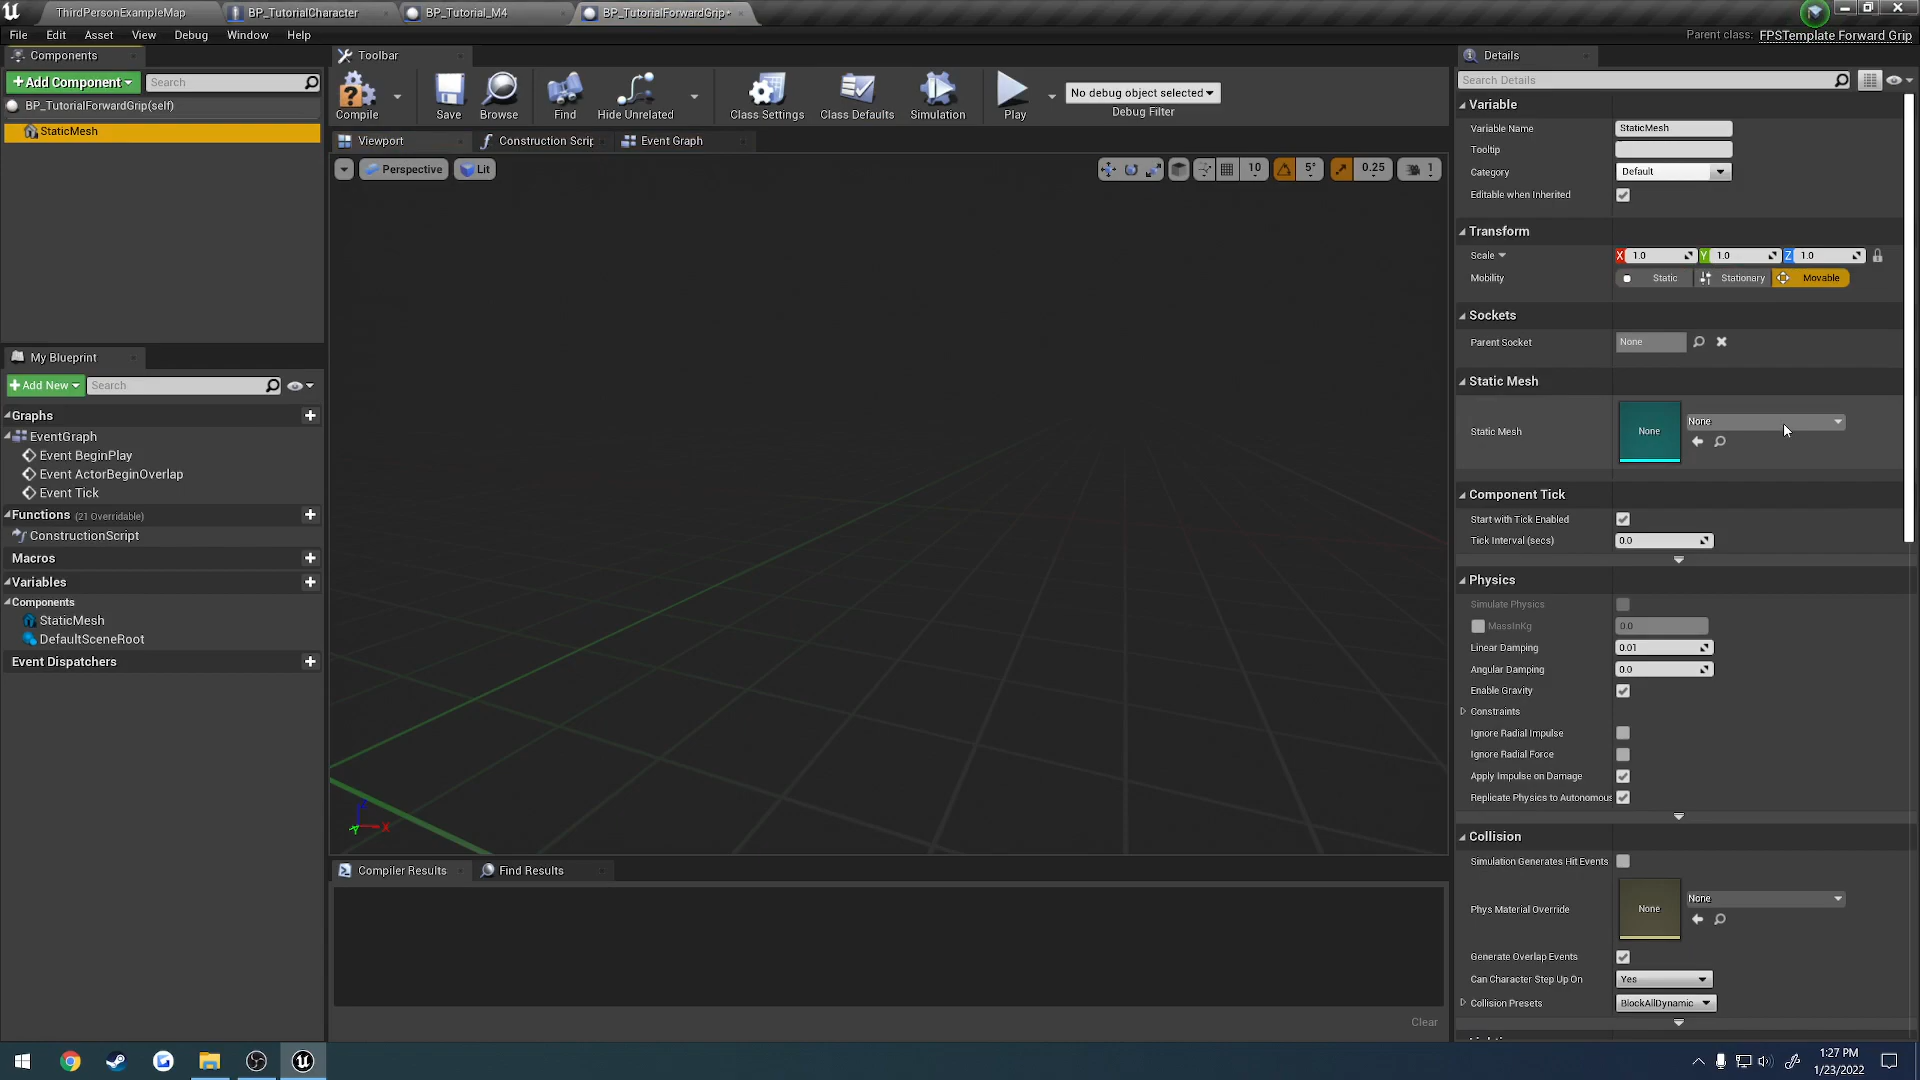 ThirdPersonExampleMap
BP_TutorialCharacter
BP_Tutorial_M4
BP_TutorialForwardGrip*
File Edit Asset View Debug Window Help
Parent class: FPSTemplate Forward Grip
Components
+Add Component
Search
BP_TutorialForwardGrip(self)
StaticMesh
Toolbar
Compile
Save
Browse
Find
Hide Unrelated
Class Settings
Class Defaults
Simulation
Play
No debug object selected
Debug Filter
Viewport
Construction Scrip
Event Graph
Perspective
Lit
10
5°
0.25
1
X
My Blueprint
+Add New
Search
Graphs
EventGraph
Event BeginPlay
Event ActorBeginOverlap
Event Tick
Functions (21 Overridable)
ConstructionScript
Macros
Variables
Components
StaticMesh
DefaultSceneRoot
Event Dispatchers
Compiler Results
Find Results
Clear
Details
Search Details
Variable
Variable Name StaticMesh
Tooltip
Category Default
Editable when Inherited
Transform
Scale X 1.0 Y 1.0 Z 1.0
Mobility Static Stationary Movable
Sockets
Parent Socket None
Static Mesh
Static Mesh None None
Component Tick
Start with Tick Enabled
Tick Interval (secs) 0.0
Physics
Simulate Physics
MassInKg 0.0
Linear Damping 0.01
Angular Damping 0.0
Enable Gravity
Constraints
Ignore Radial Impulse
Ignore Radial Force
Apply Impulse on Damage
Replicate Physics to Autonomous
Collision
Simulation Generates Hit Events
Phys Material Override None None
Generate Overlap Events
Can Character Step Up On Yes
Collision Presets BlockAllDynamic
1:27 PM
1/23/2022